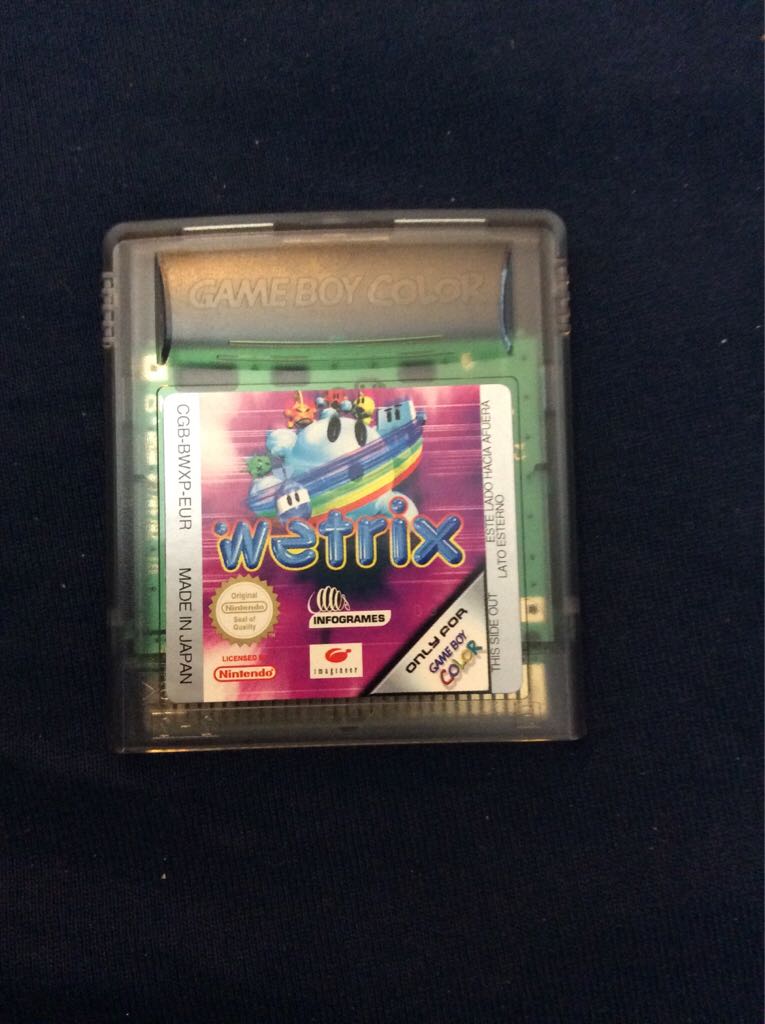 GAME BOY COLOR
CGB-BWXP-EUR
MADE IN JAPAN
wetrix
Original
Nintendo
Seal of
Quality
INFOGRAMES
LICENSED
Nintendo
imagineer
ONLY FOR
GAME BOY
COLOR
THIS SIDE OUT
ESTE LADO HACIA AFUERA
LATO ESTERNO